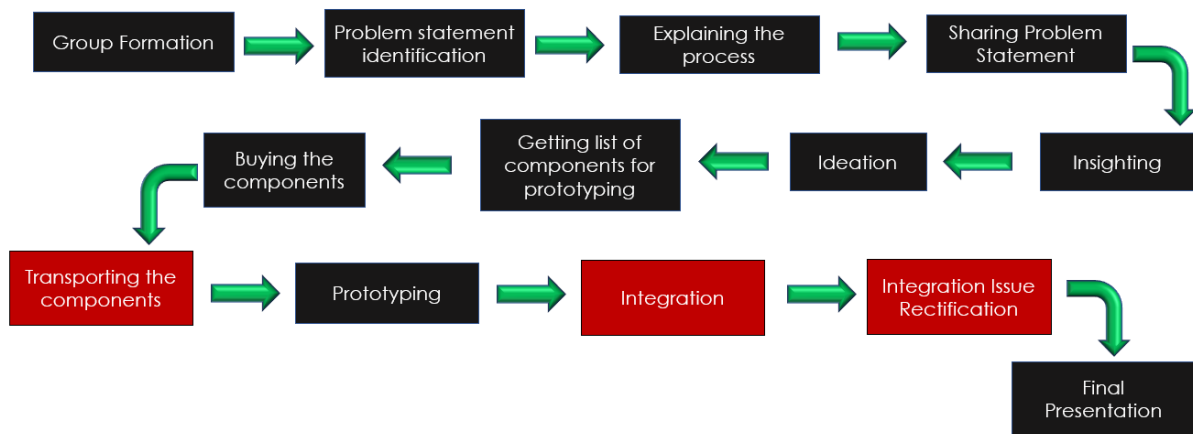 Group Formation
Problem statement
identification
Explaining the
process
Sharing Problem
Statement
Insighting
Ideation
Getting list of
components for
prototyping
Buying the
components
Transporting the
components
Prototyping
Integration
Integration Issue
Rectification
Final
Presentation